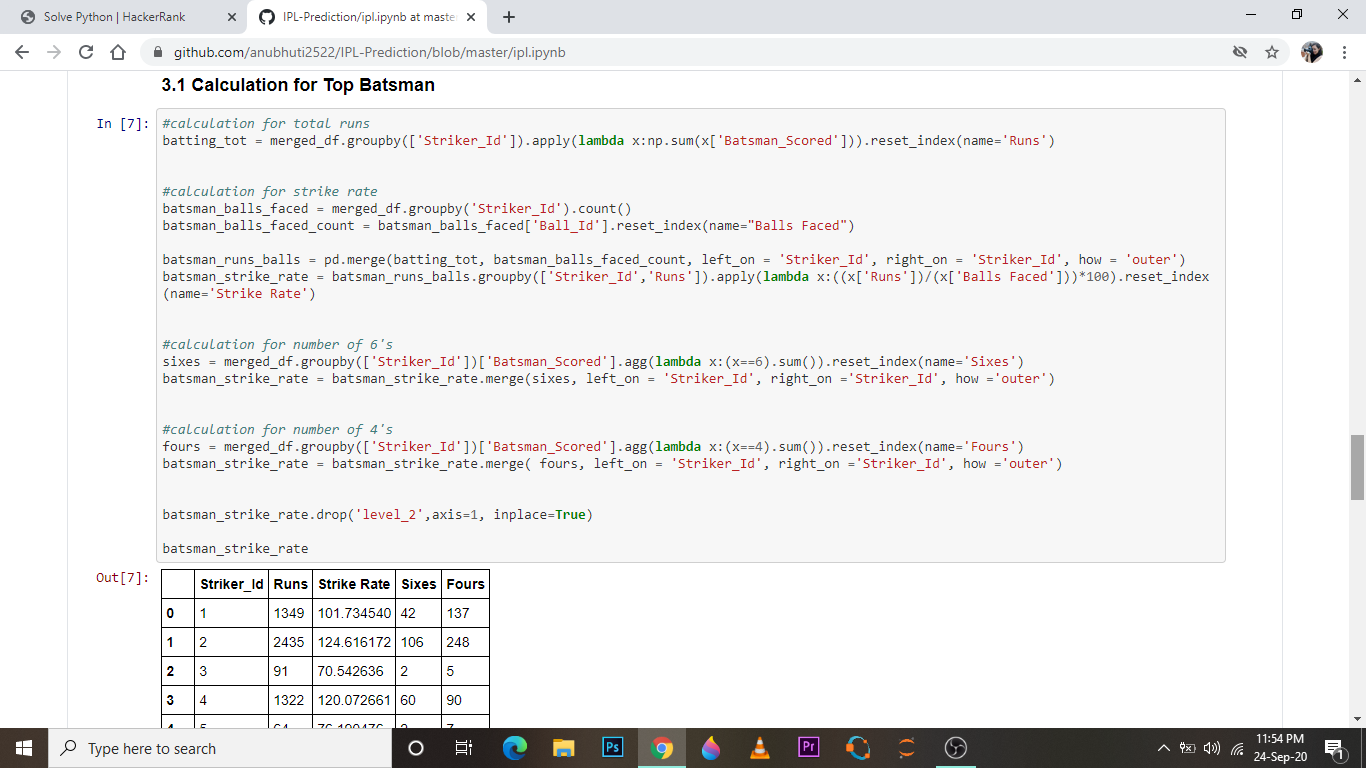 Solve Python | HackerRank
IPL-Prediction/ipl.ipynb at maste
github.com/anubhuti2522/IPL-Prediction/blob/master/ipl.ipynb
3.1 Calculation for Top Batsman
In [7]:
#calculation for total runs
batting_tot = merged_df.groupby(['Striker_Id']).apply(lambda x:np.sum(x['Batsman_Scored'])).reset_index(name='Runs')
#calculation for strike rate
batsman_balls_faced = merged_df.groupby('Striker_Id').count()
batsman_balls_faced_count = batsman_balls_faced['Ball_Id'].reset_index(name="Balls Faced")
batsman_runs_balls = pd.merge(batting_tot, batsman_balls_faced_count, left_on = 'Striker_Id', right_on = 'Striker_Id', how = 'outer')
batsman_strike_rate = batsman_runs_balls.groupby(['Striker_Id','Runs']).apply(lambda x:((x['Runs'])/(x['Balls Faced']))*100).reset_index
(name='Strike Rate')
#calculation for number of 6's
sixes = merged_df.groupby(['Striker_Id'])['Batsman_Scored'].agg(lambda x:(x==6).sum()).reset_index(name='Sixes')
batsman_strike_rate = batsman_strike_rate.merge(sixes, left_on = 'Striker_Id', right_on ='Striker_Id', how ='outer')
#calculation for number of 4's
fours = merged_df.groupby(['Striker_Id'])['Batsman_Scored'].agg(lambda x:(x==4).sum()).reset_index(name='Fours')
batsman_strike_rate = batsman_strike_rate.merge( fours, left_on = 'Striker_Id', right_on ='Striker_Id', how ='outer')
batsman_strike_rate.drop('level_2',axis=1, inplace=True)
batsman_strike_rate
Out[7]:
Striker_Id Runs Strike Rate Sixes Fours
0 1 1349 101.734540 42 137
1 2 2435 124.616172 106 248
2 3 91 70.542636 2 5
3 4 1322 120.072661 60 90
Type here to search
Ps
Pr
11:54 PM
24-Sep-20
1